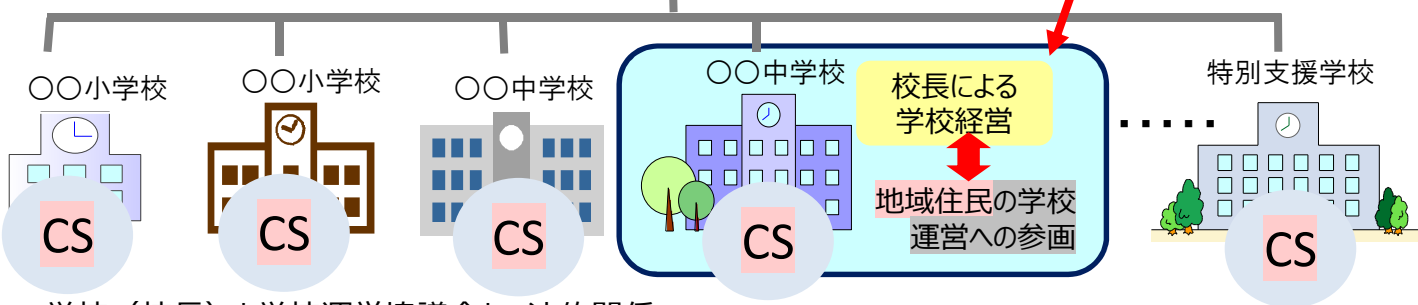 〇〇小学校
〇〇小学校
〇〇中学校
〇〇中学校
校長による
学校経営
特別支援学校
・・・・・
地域住民の学校
運営への参画
CS
CS
CS
CS
CS